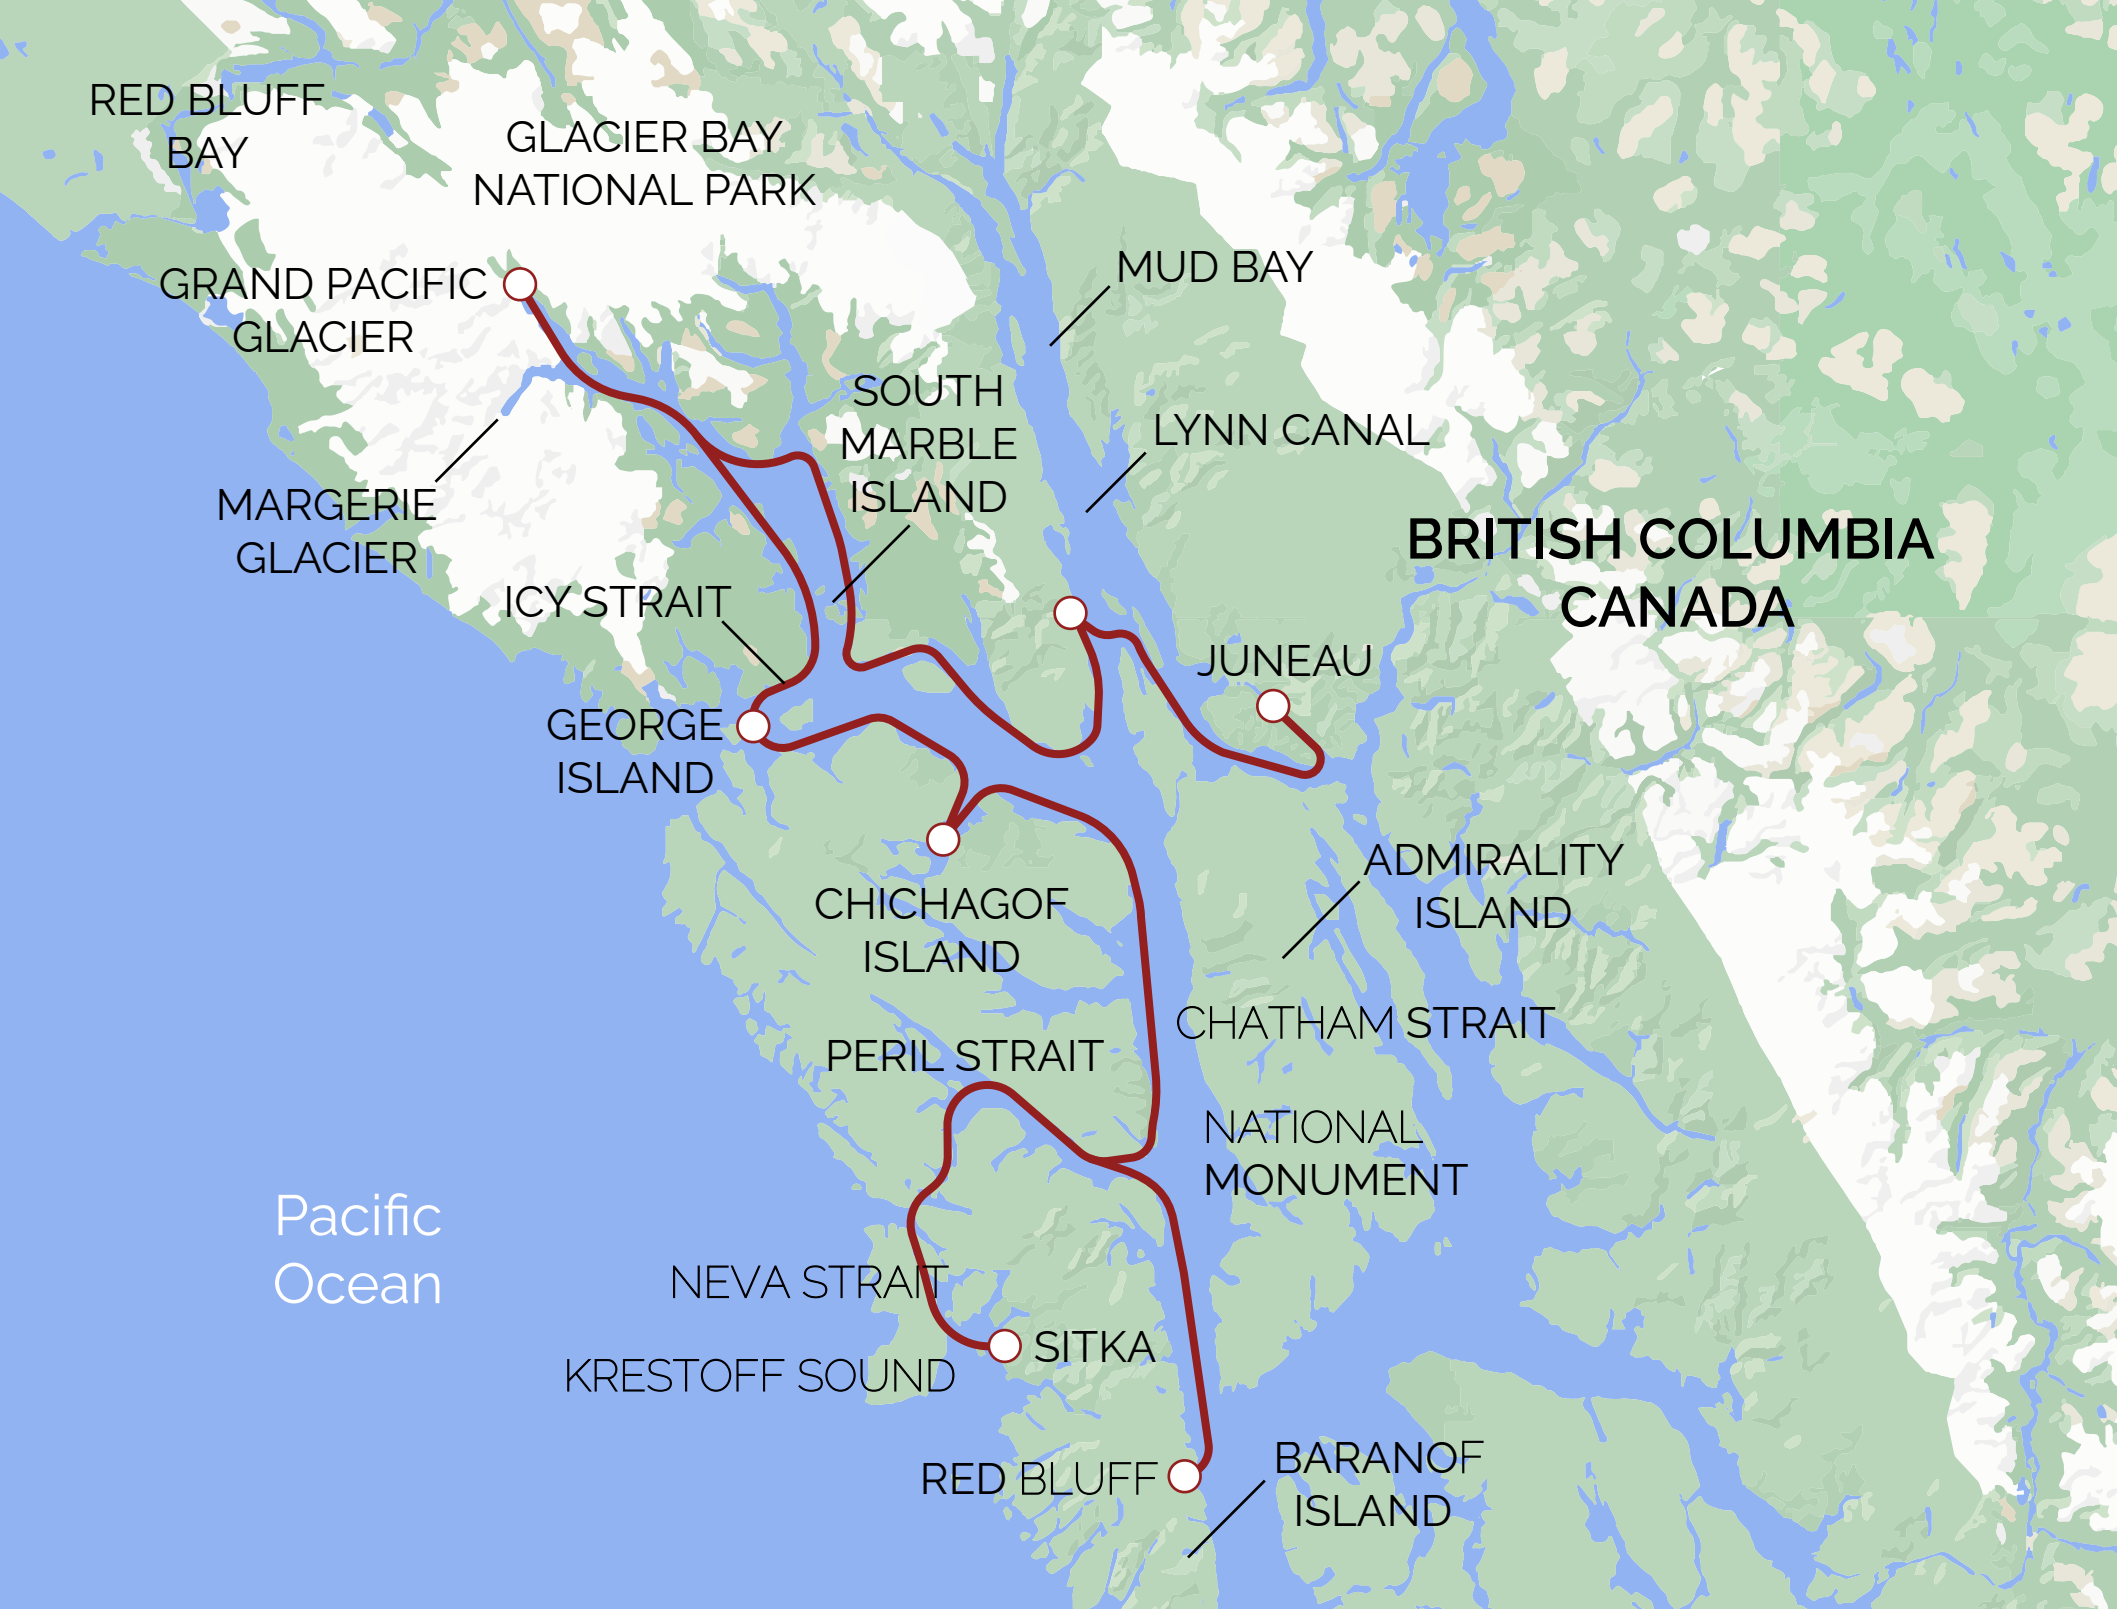 RED BLUFF
BAY
GLACIER BAY
NATIONAL PARK
MUD BAY
GRAND PACIFIC
GLACIER
SOUTH
MARBLE
ISLAND
LYNN CANAL
MARGERIE
GLACIER
BRITISH COLUMBIA
CANADA
ICY STRAIT
JUNEAU
GEORGE
ISLAND
ADMIRALITY
ISLAND
CHICHAGOF
ISLAND
CHATHAM STRAIT
PERIL STRAIT
NATIONAL
MONUMENT
Pacific
Ocean
NEVA STRAIT
SITKA
KRESTOFF SOUND
RED BLUFF
BARANOF
ISLAND